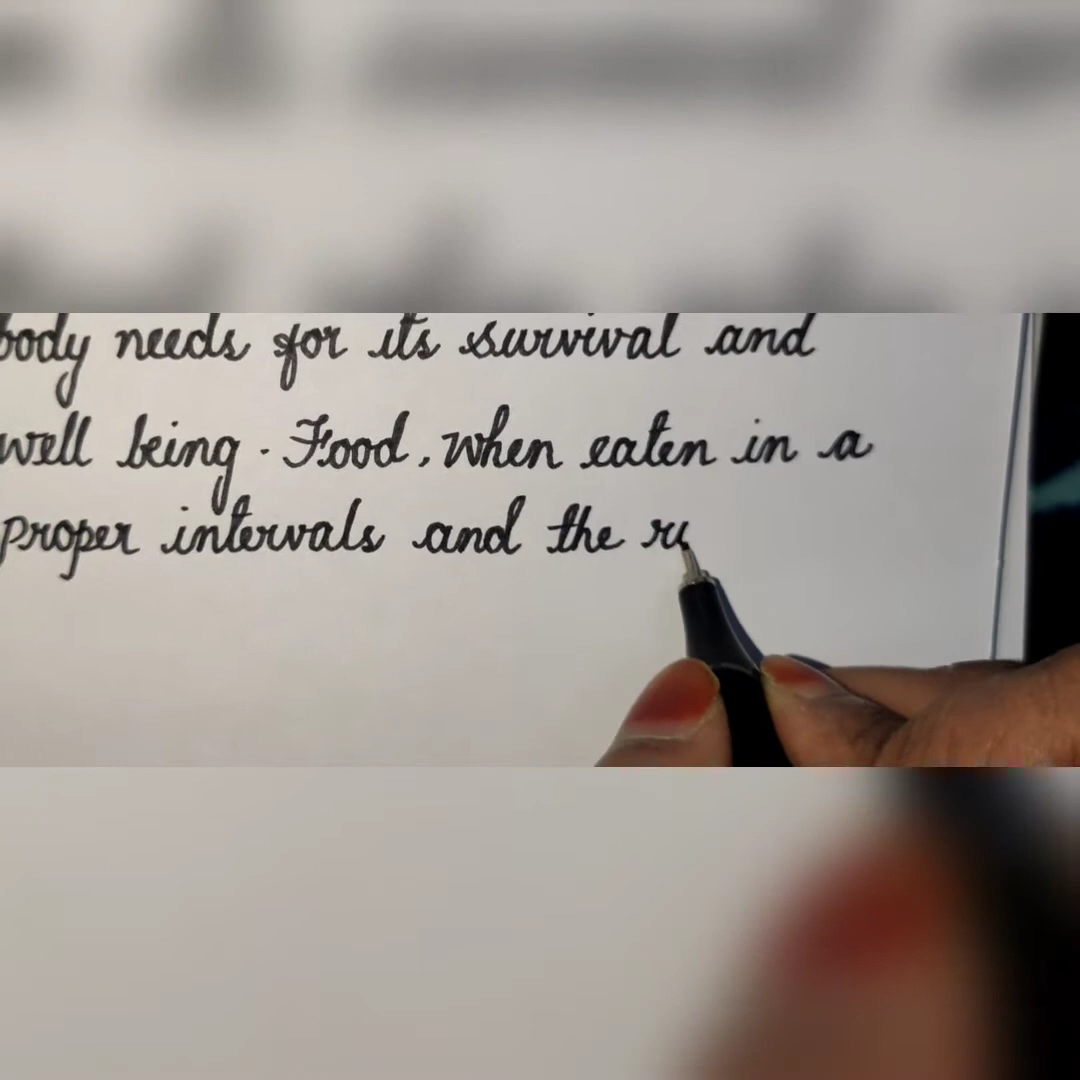 body needs for its survival and
well being. Food, when eaten in a
proper intervals and the